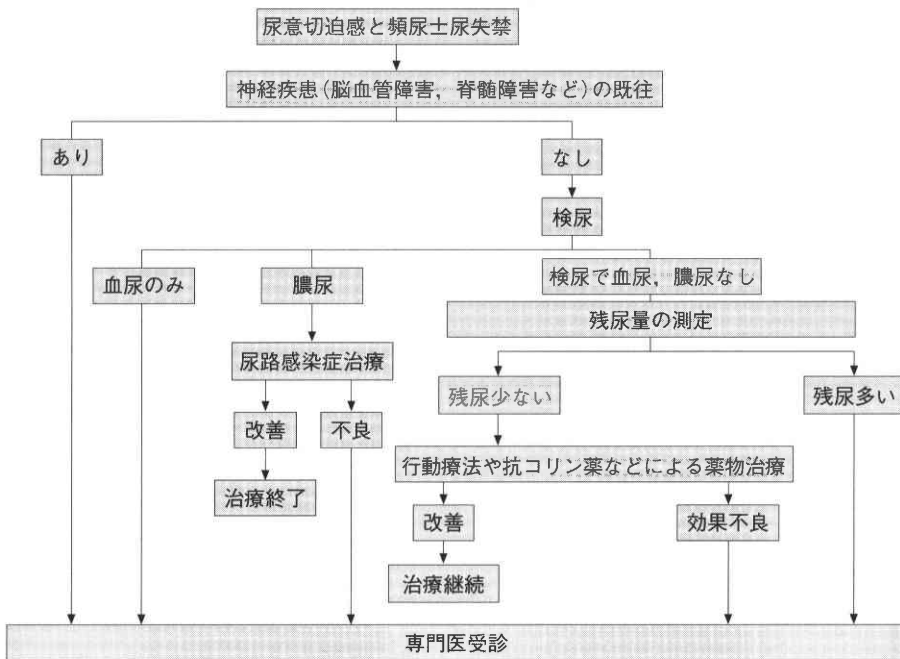 尿意切迫感と頻尿士尿失禁
神経疾患(脳血管障害，脊髄障害など)の既往
あり
なし
検尿
血尿のみ
膿尿
検尿で血尿，膿尿なし
残尿量の測定
尿路感染症治療
残尿少ない
残尿多い
改善
不良
行動療法や抗コリン薬などによる薬物治療
治療終了
改善
効果不良
治療継続
専門医受診